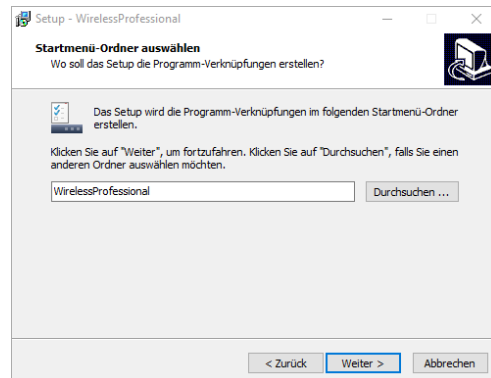 Setup - WirelessProfessional
Startmenü-Ordner auswählen
Wo soll das Setup die Programm-Verknüpfungen erstellen?
Das Setup wird die Programm-Verknüpfungen im folgenden Startmenü-Ordner
erstellen.
Klicken Sie auf "Weiter", um fortzufahren. Klicken Sie auf "Durchsuchen", falls Sie einen
anderen Ordner auswählen möchten.
WirelessProfessional
Durchsuchen ...
< Zurück
Weiter >
Abbrechen